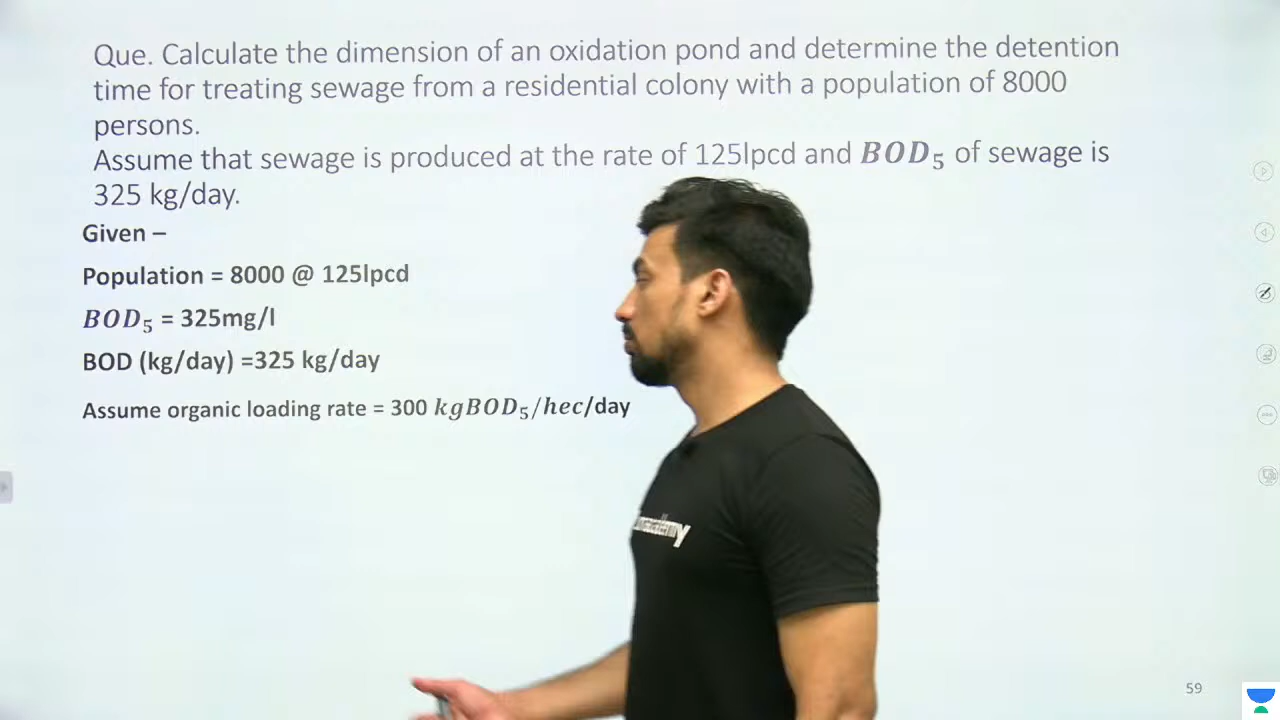 Que. Calculate the dimension of an oxidation pond and determine the detention
time for treating sewage from a residential colony with a population of 8000
persons.
Assume that sewage is produced at the rate of 125lpcd and BOD₅ of sewage is
325 kg/day.
Given –
Population = 8000 @ 125lpcd
BOD₅ = 325mg/l
BOD (kg/day) =325 kg/day
Assume organic loading rate = 300 kgBOD₅/hec/day
59